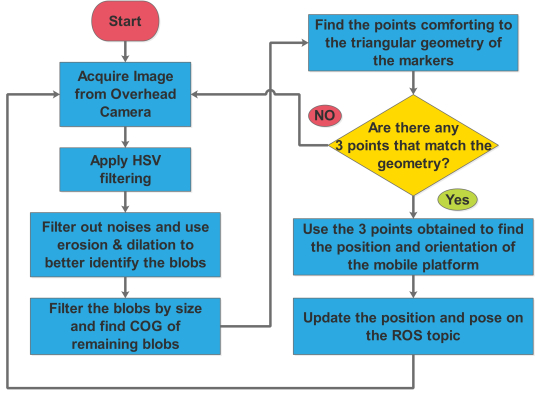 Start
Acquire Image
from Overhead
Camera
Apply HSV
filtering
Filter out noises and use
erosion & dilation to
better identify the blobs
Filter the blobs by size
and find COG of
remaining blobs
Find the points comforting to
the triangular geometry of
the markers
Are there any
3 points that match the
geometry?
NO
Yes
Use the 3 points obtained to find
the position and orientation of
the mobile platform
Update the position and pose on
the ROS topic